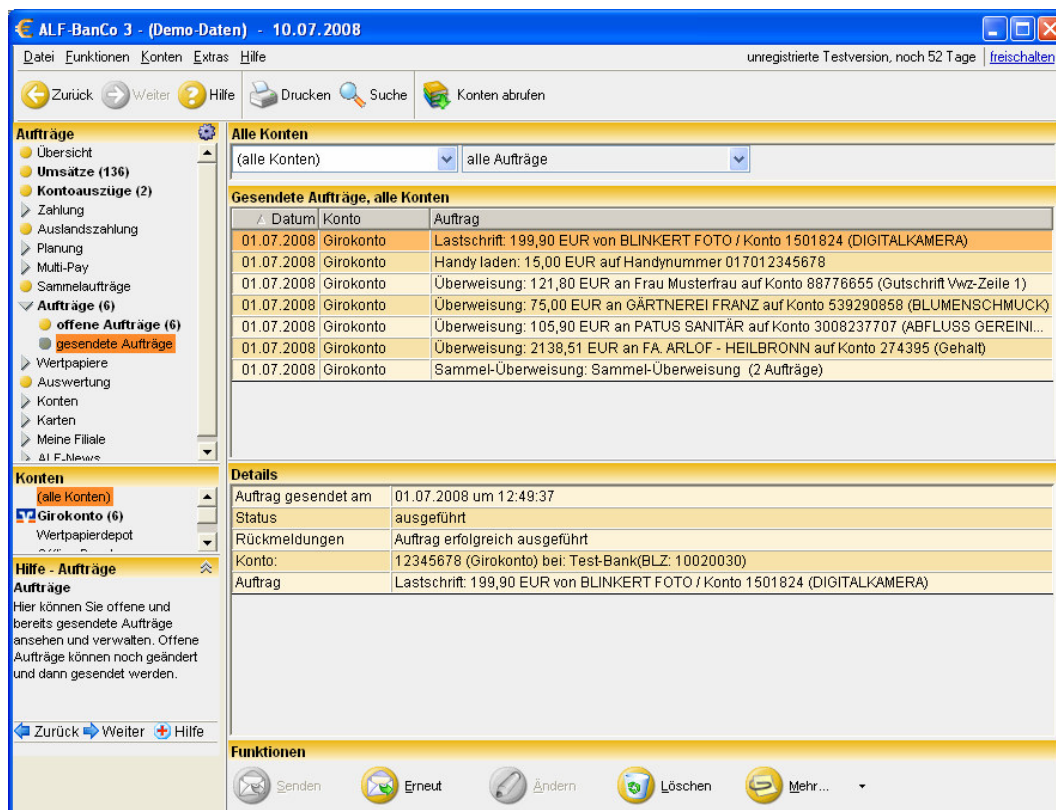 ALF-BanCo 3 - (Demo-Daten) - 10.07.2008
Datei Funktionen Konten Extras Hilfe
unregistrierte Testversion, noch 52 Tage freischalten
Zurück Weiter Hilfe Drucken Suche Konten abrufen
Aufträge
Übersicht
Umsätze (136)
Kontoauszüge (2)
Zahlung
Auslandszahlung
Planung
Multi-Pay
Sammelaufträge
Aufträge (6)
offene Aufträge (6)
gesendete Aufträge
Wertpapiere
Auswertung
Konten
Karten
Meine Filiale
ALF-News
Konten
(alle Konten)
Girokonto (6)
Wertpapierdepot
Hilfe - Aufträge
Aufträge
Hier können Sie offene und
bereits gesendete Aufträge
ansehen und verwalten. Offene
Aufträge können noch geändert
und dann gesendet werden.
Zurück Weiter Hilfe
Alle Konten
(alle Konten) alle Aufträge
Gesendete Aufträge, alle Konten
Datum Konto Auftrag
01.07.2008 Girokonto Lastschrift: 199,90 EUR von BLINKERT FOTO / Konto 1501824 (DIGITALKAMERA)
01.07.2008 Girokonto Handy laden: 15,00 EUR auf Handynummer 017012345678
01.07.2008 Girokonto Überweisung: 121,80 EUR an Frau Musterfrau auf Konto 88776655 (Gutschrift Vwz-Zeile 1)
01.07.2008 Girokonto Überweisung: 75,00 EUR an GÄRTNEREI FRANZ auf Konto 539290858 (BLUMENSCHMUCK)
01.07.2008 Girokonto Überweisung: 105,90 EUR an PATUS SANITÄR auf Konto 3008237707 (ABFLUSS GEREINI...
01.07.2008 Girokonto Überweisung: 2138,51 EUR an FA. ARLOF - HEILBRONN auf Konto 274395 (Gehalt)
01.07.2008 Girokonto Sammel-Überweisung: Sammel-Überweisung (2 Aufträge)
Details
Auftrag gesendet am 01.07.2008 um 12:49:37
Status ausgeführt
Rückmeldungen Auftrag erfolgreich ausgeführt
Konto: 12345678 (Girokonto) bei: Test-Bank(BLZ: 10020030)
Auftrag Lastschrift: 199,90 EUR von BLINKERT FOTO / Konto 1501824 (DIGITALKAMERA)
Funktionen
Senden Erneut Ändern Löschen Mehr...